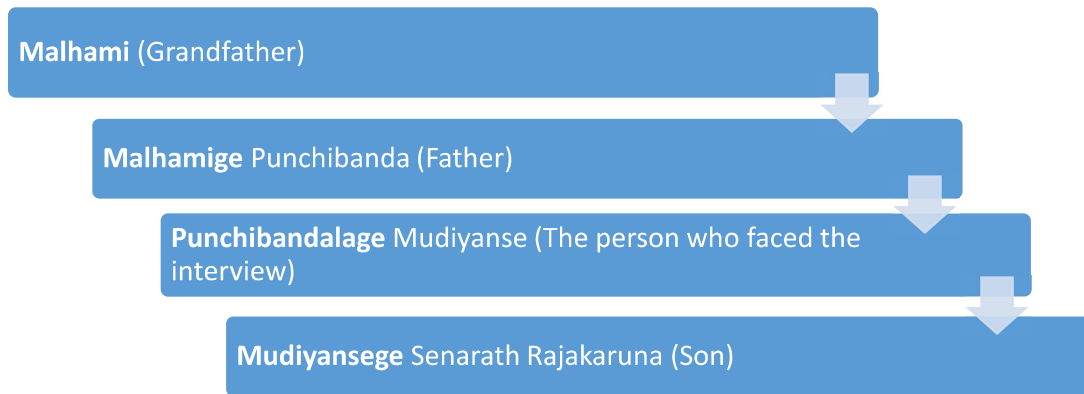 Malhami (Grandfather)
Malhamige Punchibanda (Father)
Punchibandalage Mudiyanse (The person who faced the
interview)
Mudiyansege Senarath Rajakaruna (Son)